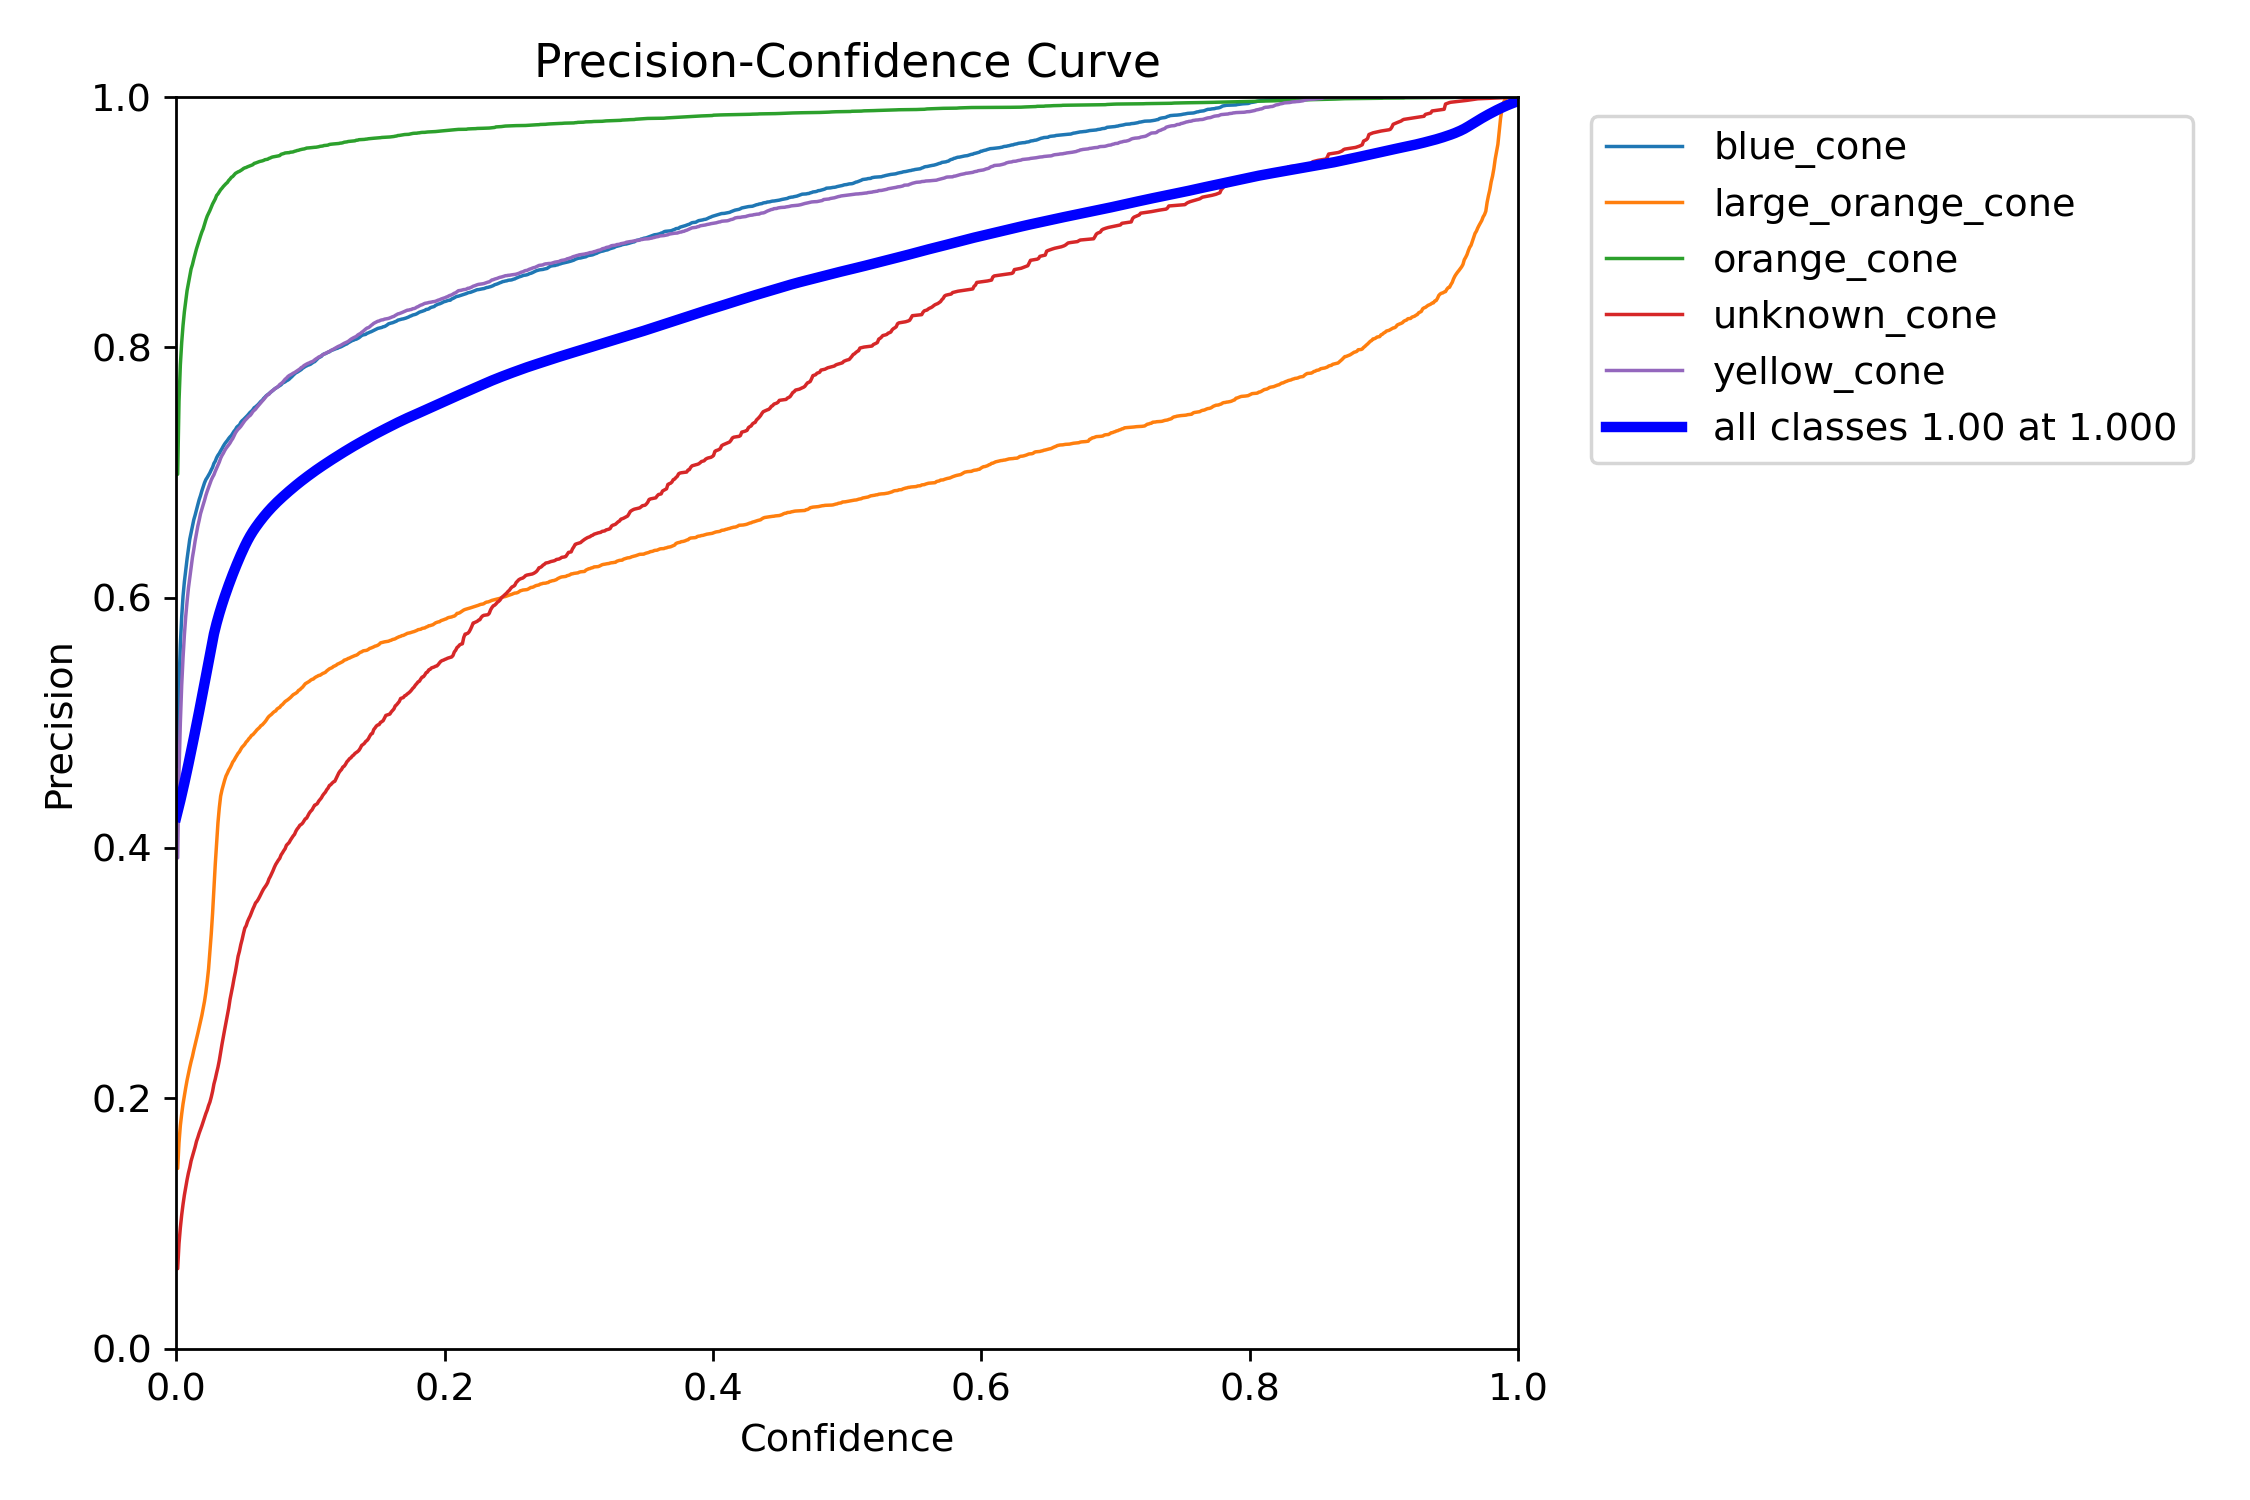 Precision-Confidence Curve
1.0
0.8
0.6
0.4
0.2
0.0
Precision
0.0 0.2 0.4 0.6 0.8 1.0
Confidence
blue_cone
large_orange_cone
orange_cone
unknown_cone
yellow_cone
all classes 1.00 at 1.000